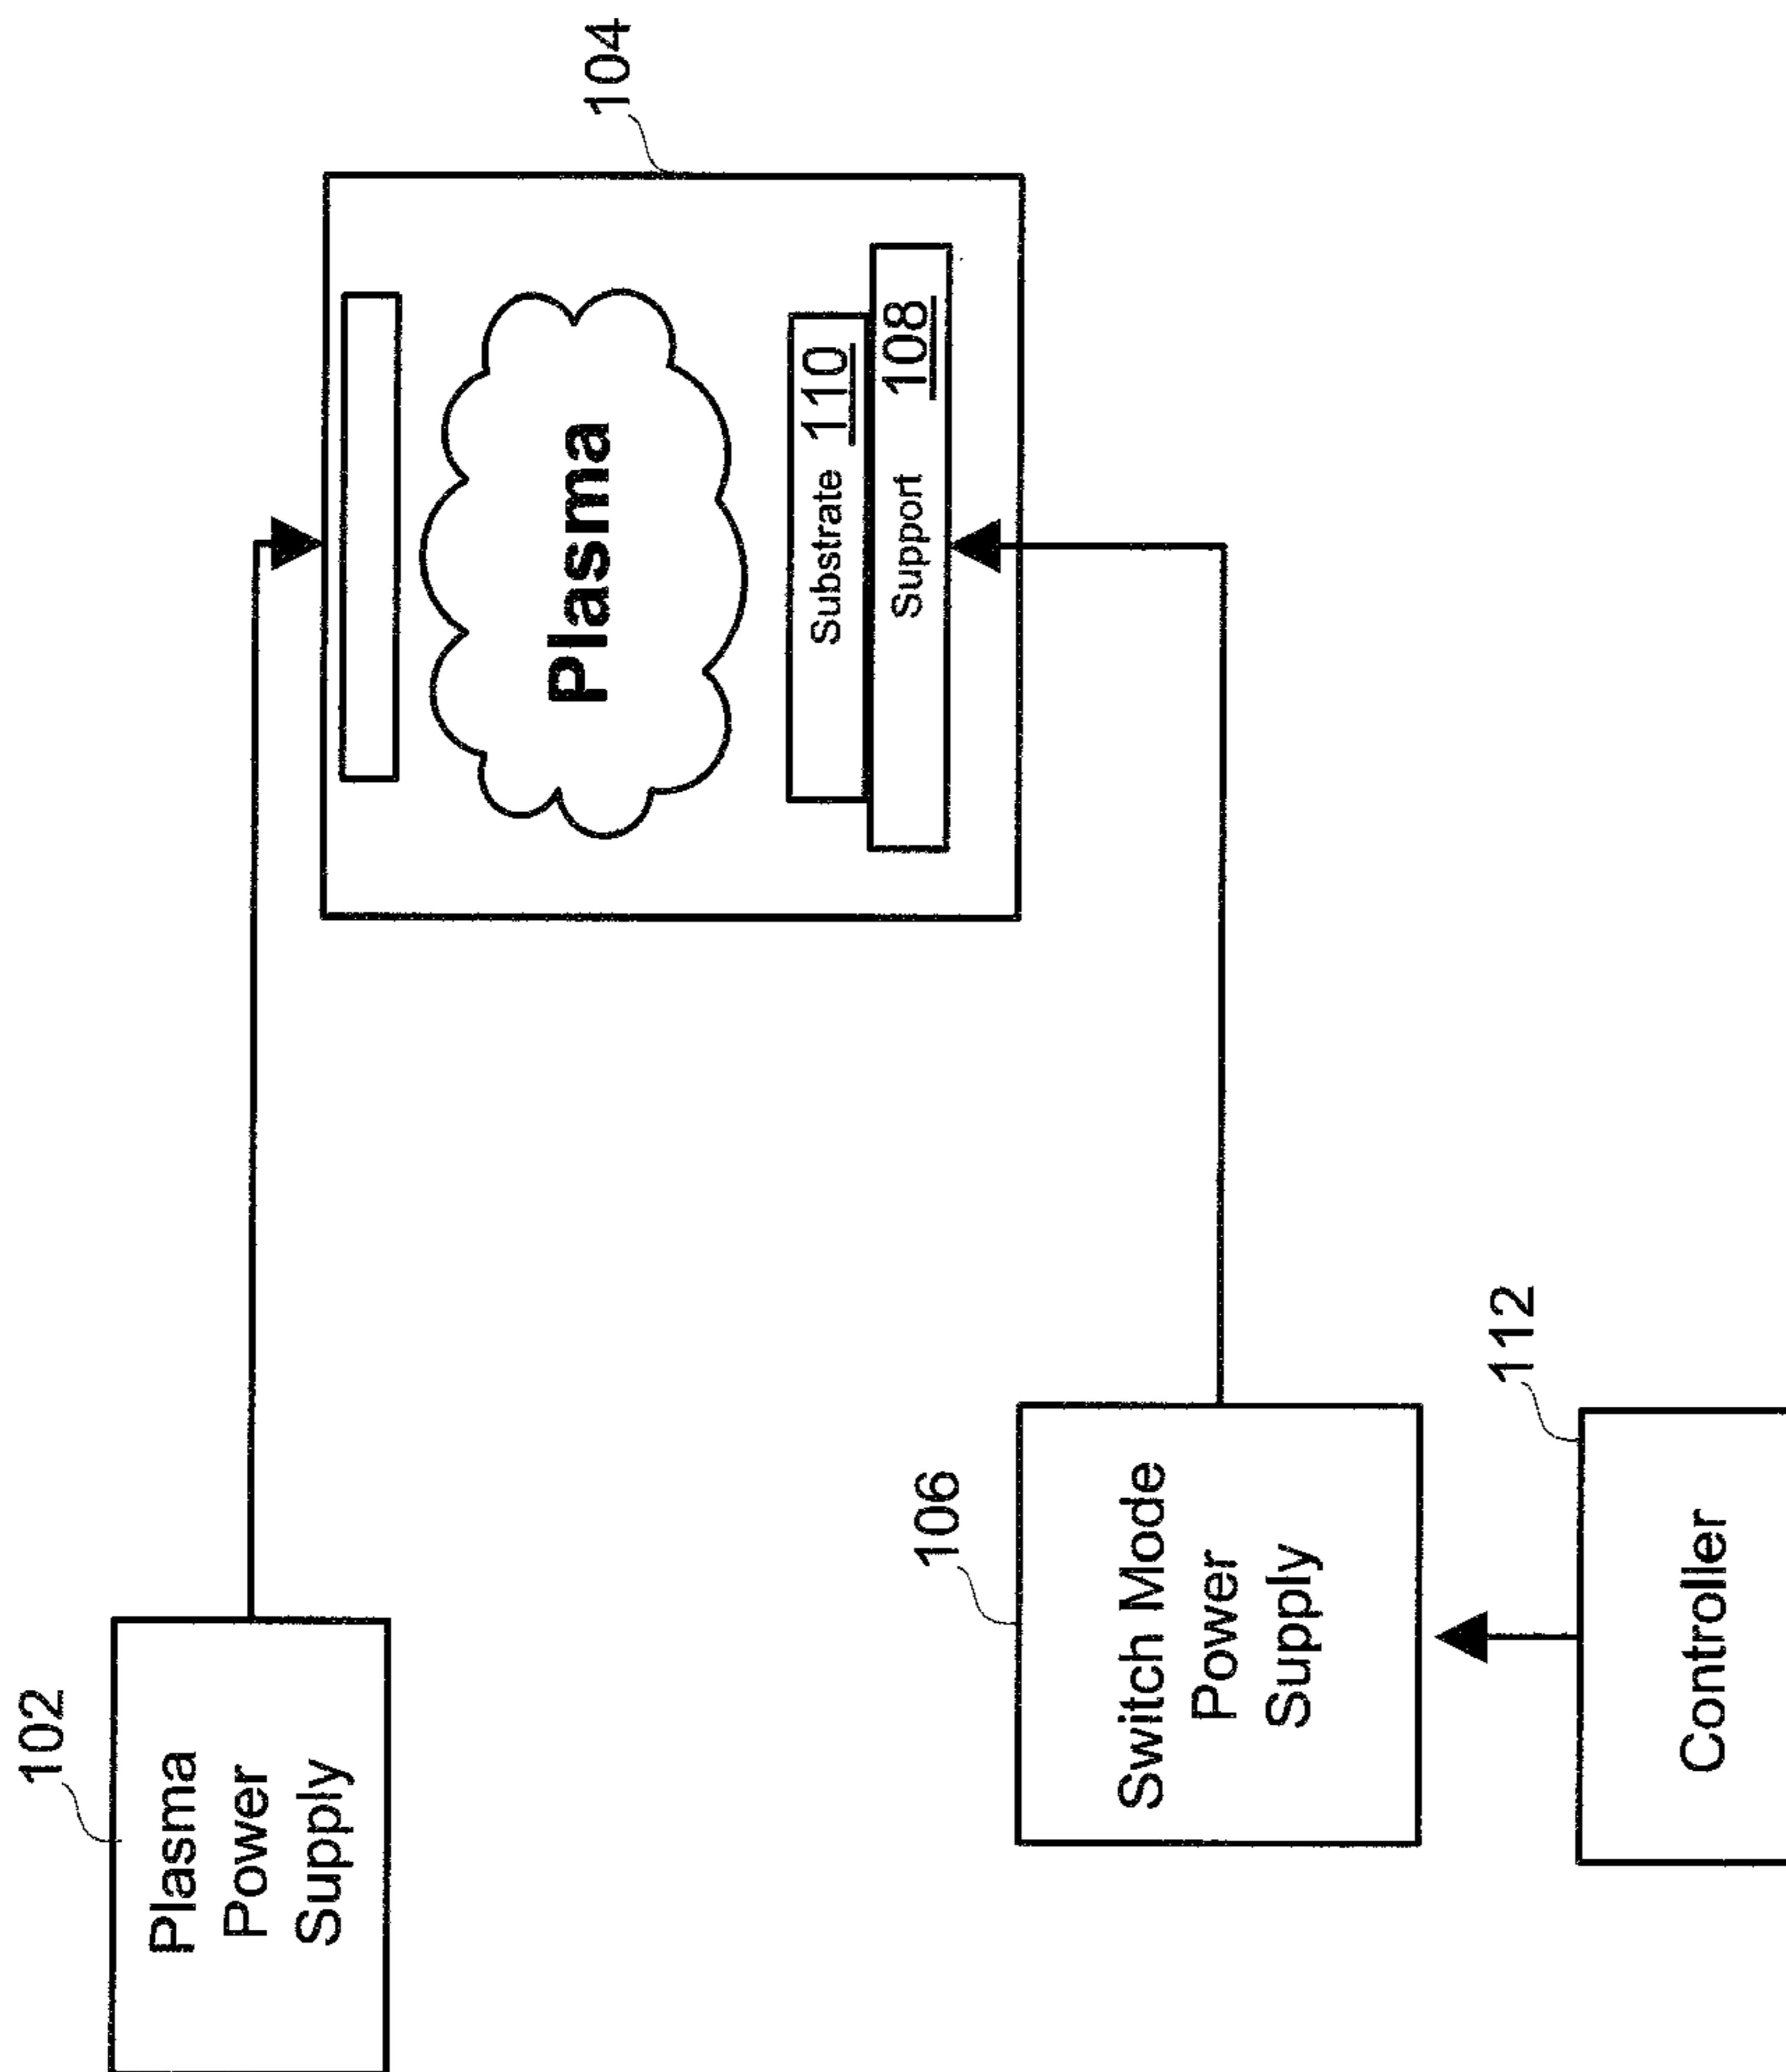 102
Plasma
Power
Supply
104
Plasma
Substrate 110
Support 108
106
Switch Mode
Power
Supply
112
Controller